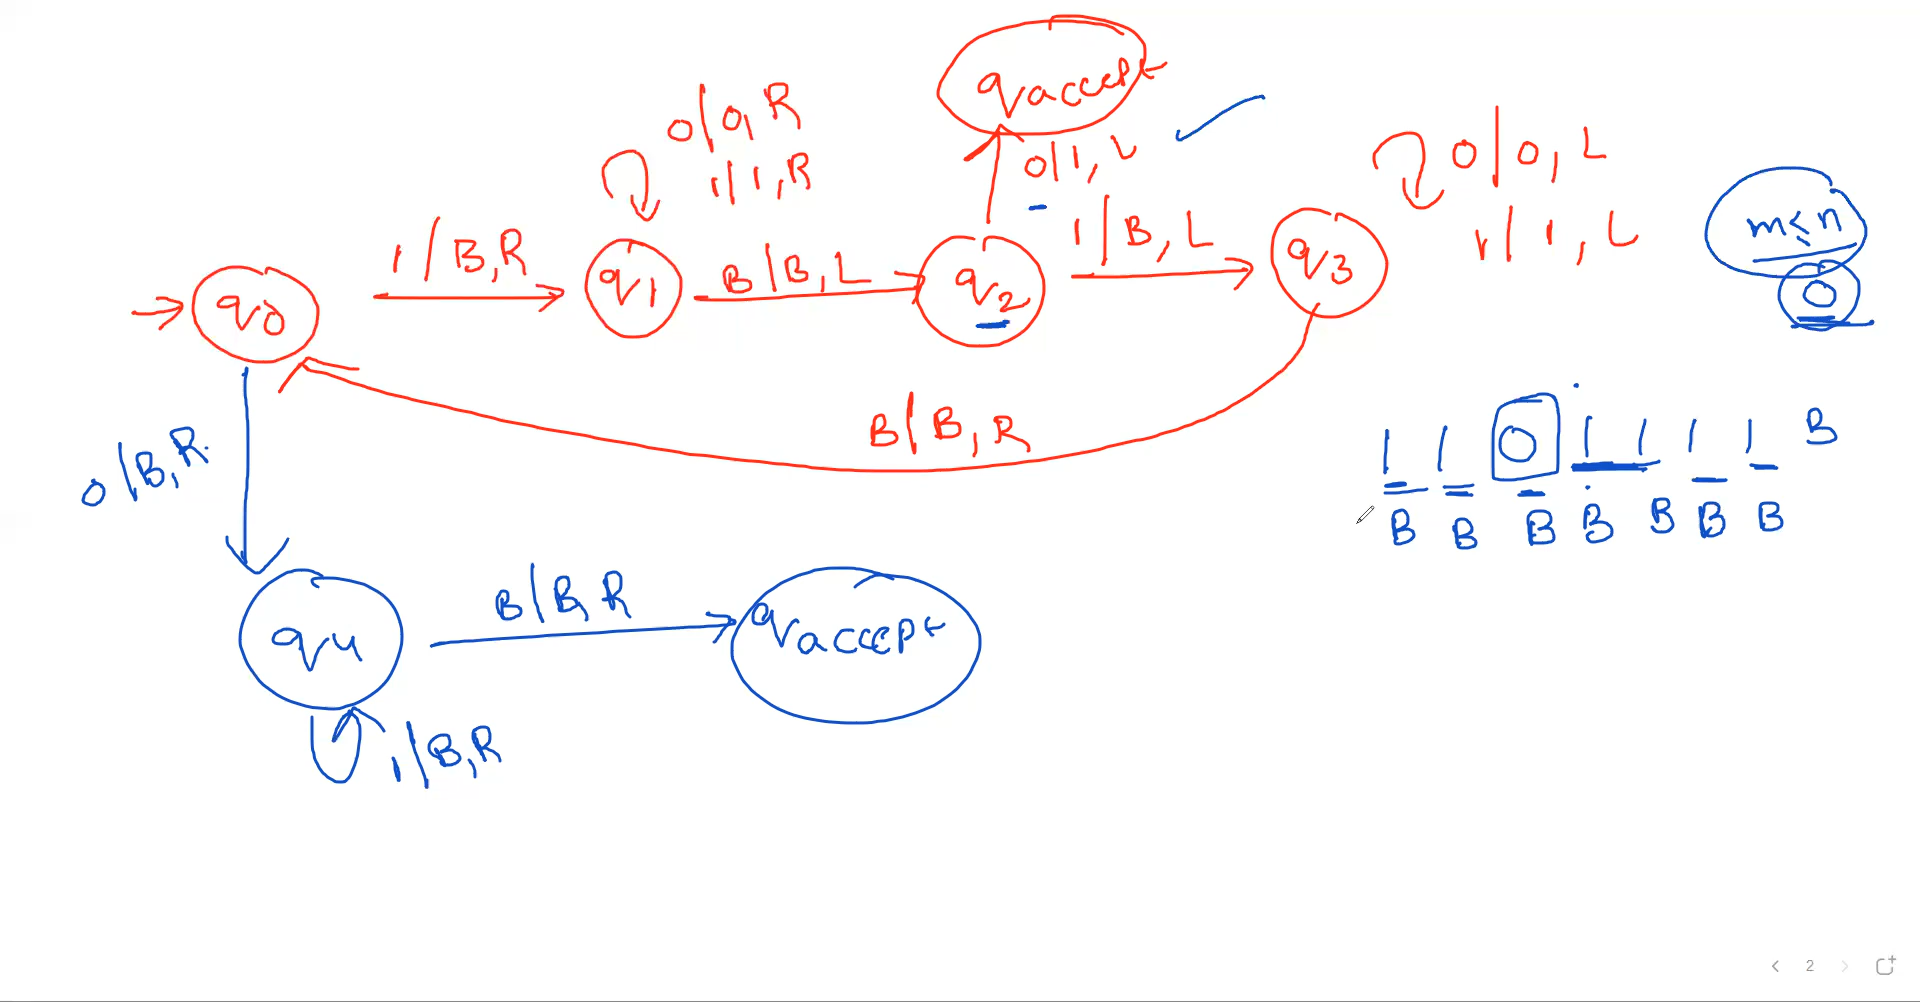 qaccept
0/0,R
1/1,R
0/1,L
0/0,L
1/1,L
m≤n
0
1/B,R
B/B,L
1/B,L
q0
q1
q2
q3
B/B,R
0/B,R
1 1 0 1 1 1 1 B
B B B B B B B
B/B,R
q4
qaccept
1/B,R
2